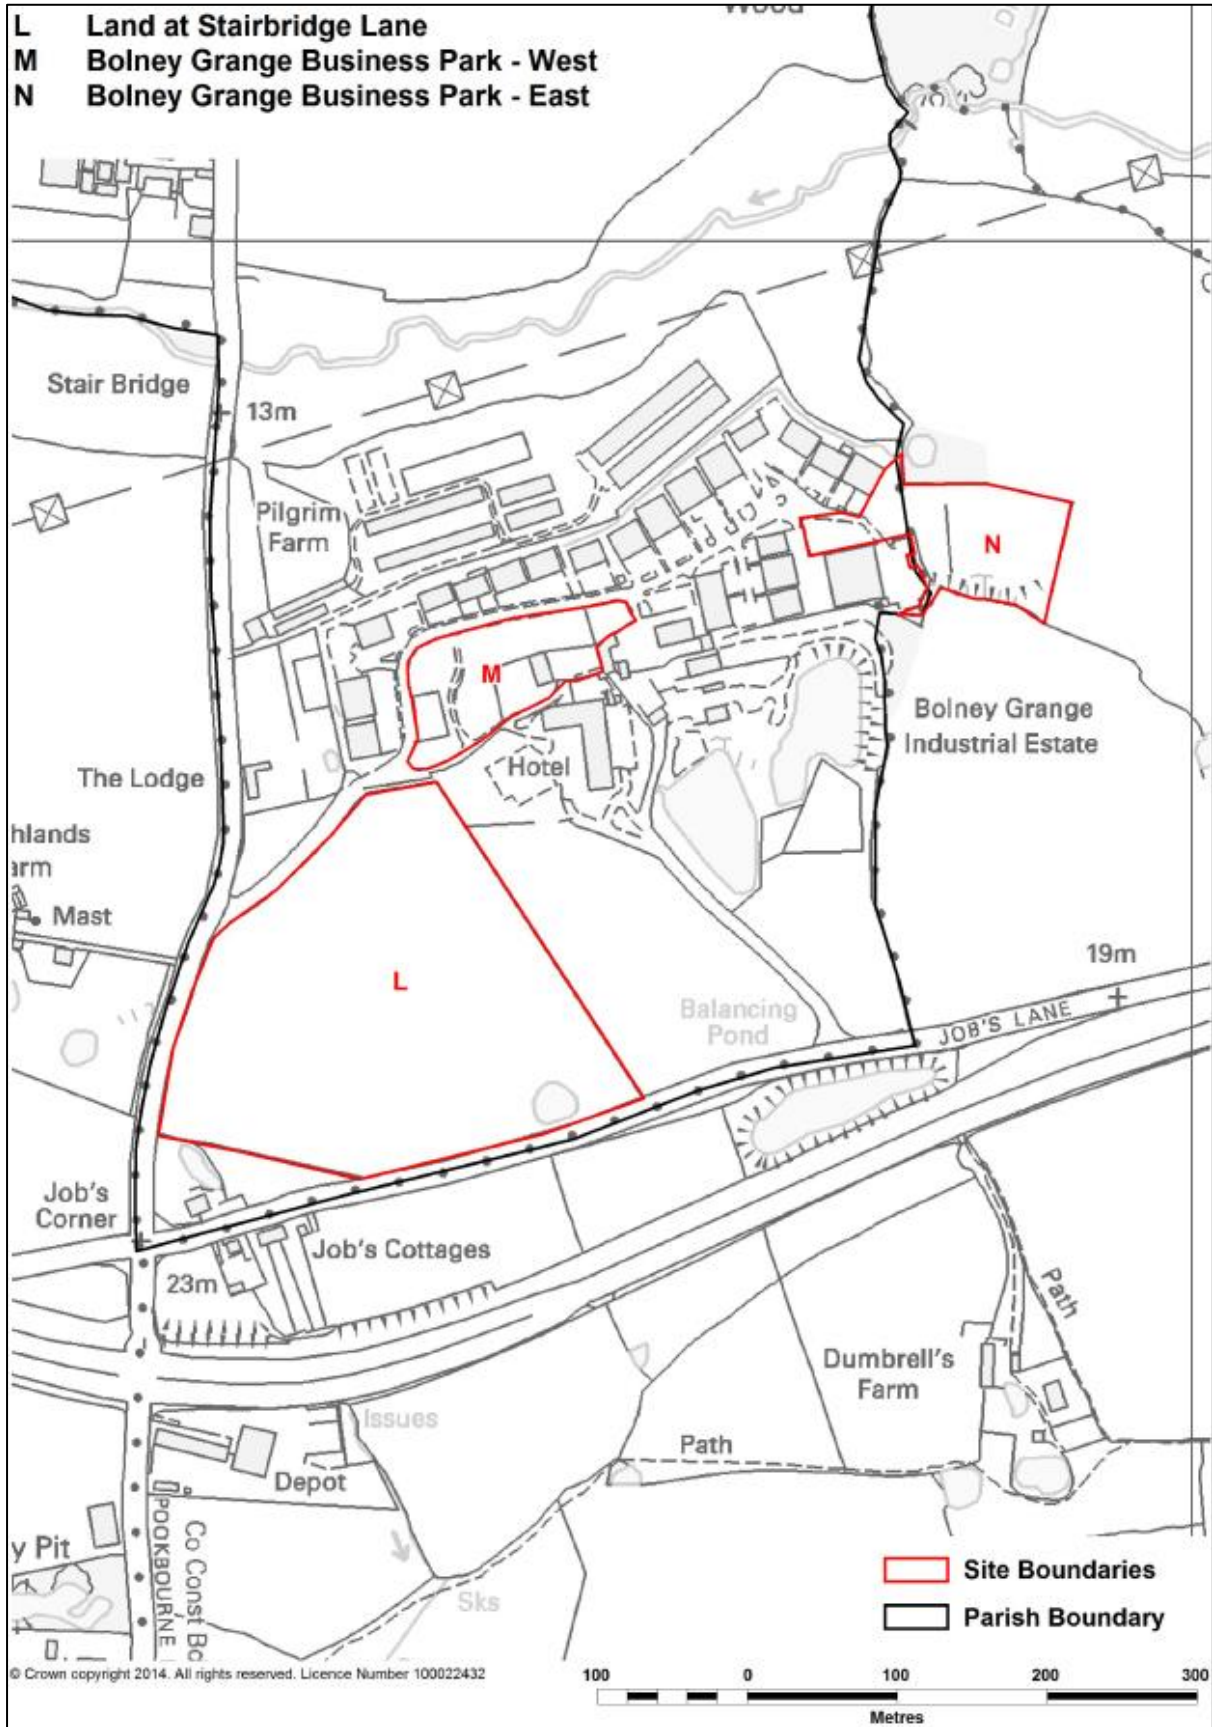 L Land at Stairbridge Lane
M Bolney Grange Business Park - West
N Bolney Grange Business Park - East
Wood
Stair Bridge
13m
Pilgrim
Farm
N
M
Bolney Grange
Industrial Estate
Hotel
The Lodge
hlands
arm
Mast
19m
L
Balancing
Pond
JOB'S LANE
Job's
Corner
Job's Cottages
23m
Path
Dumbrell's
Farm
Issues
Path
Depot
y Pit
POOKBOURNE
Co Const Bc
Sks
Site Boundaries
Parish Boundary
© Crown copyright 2014. All rights reserved. Licence Number 100022432
100 0 100 200 300
Metres